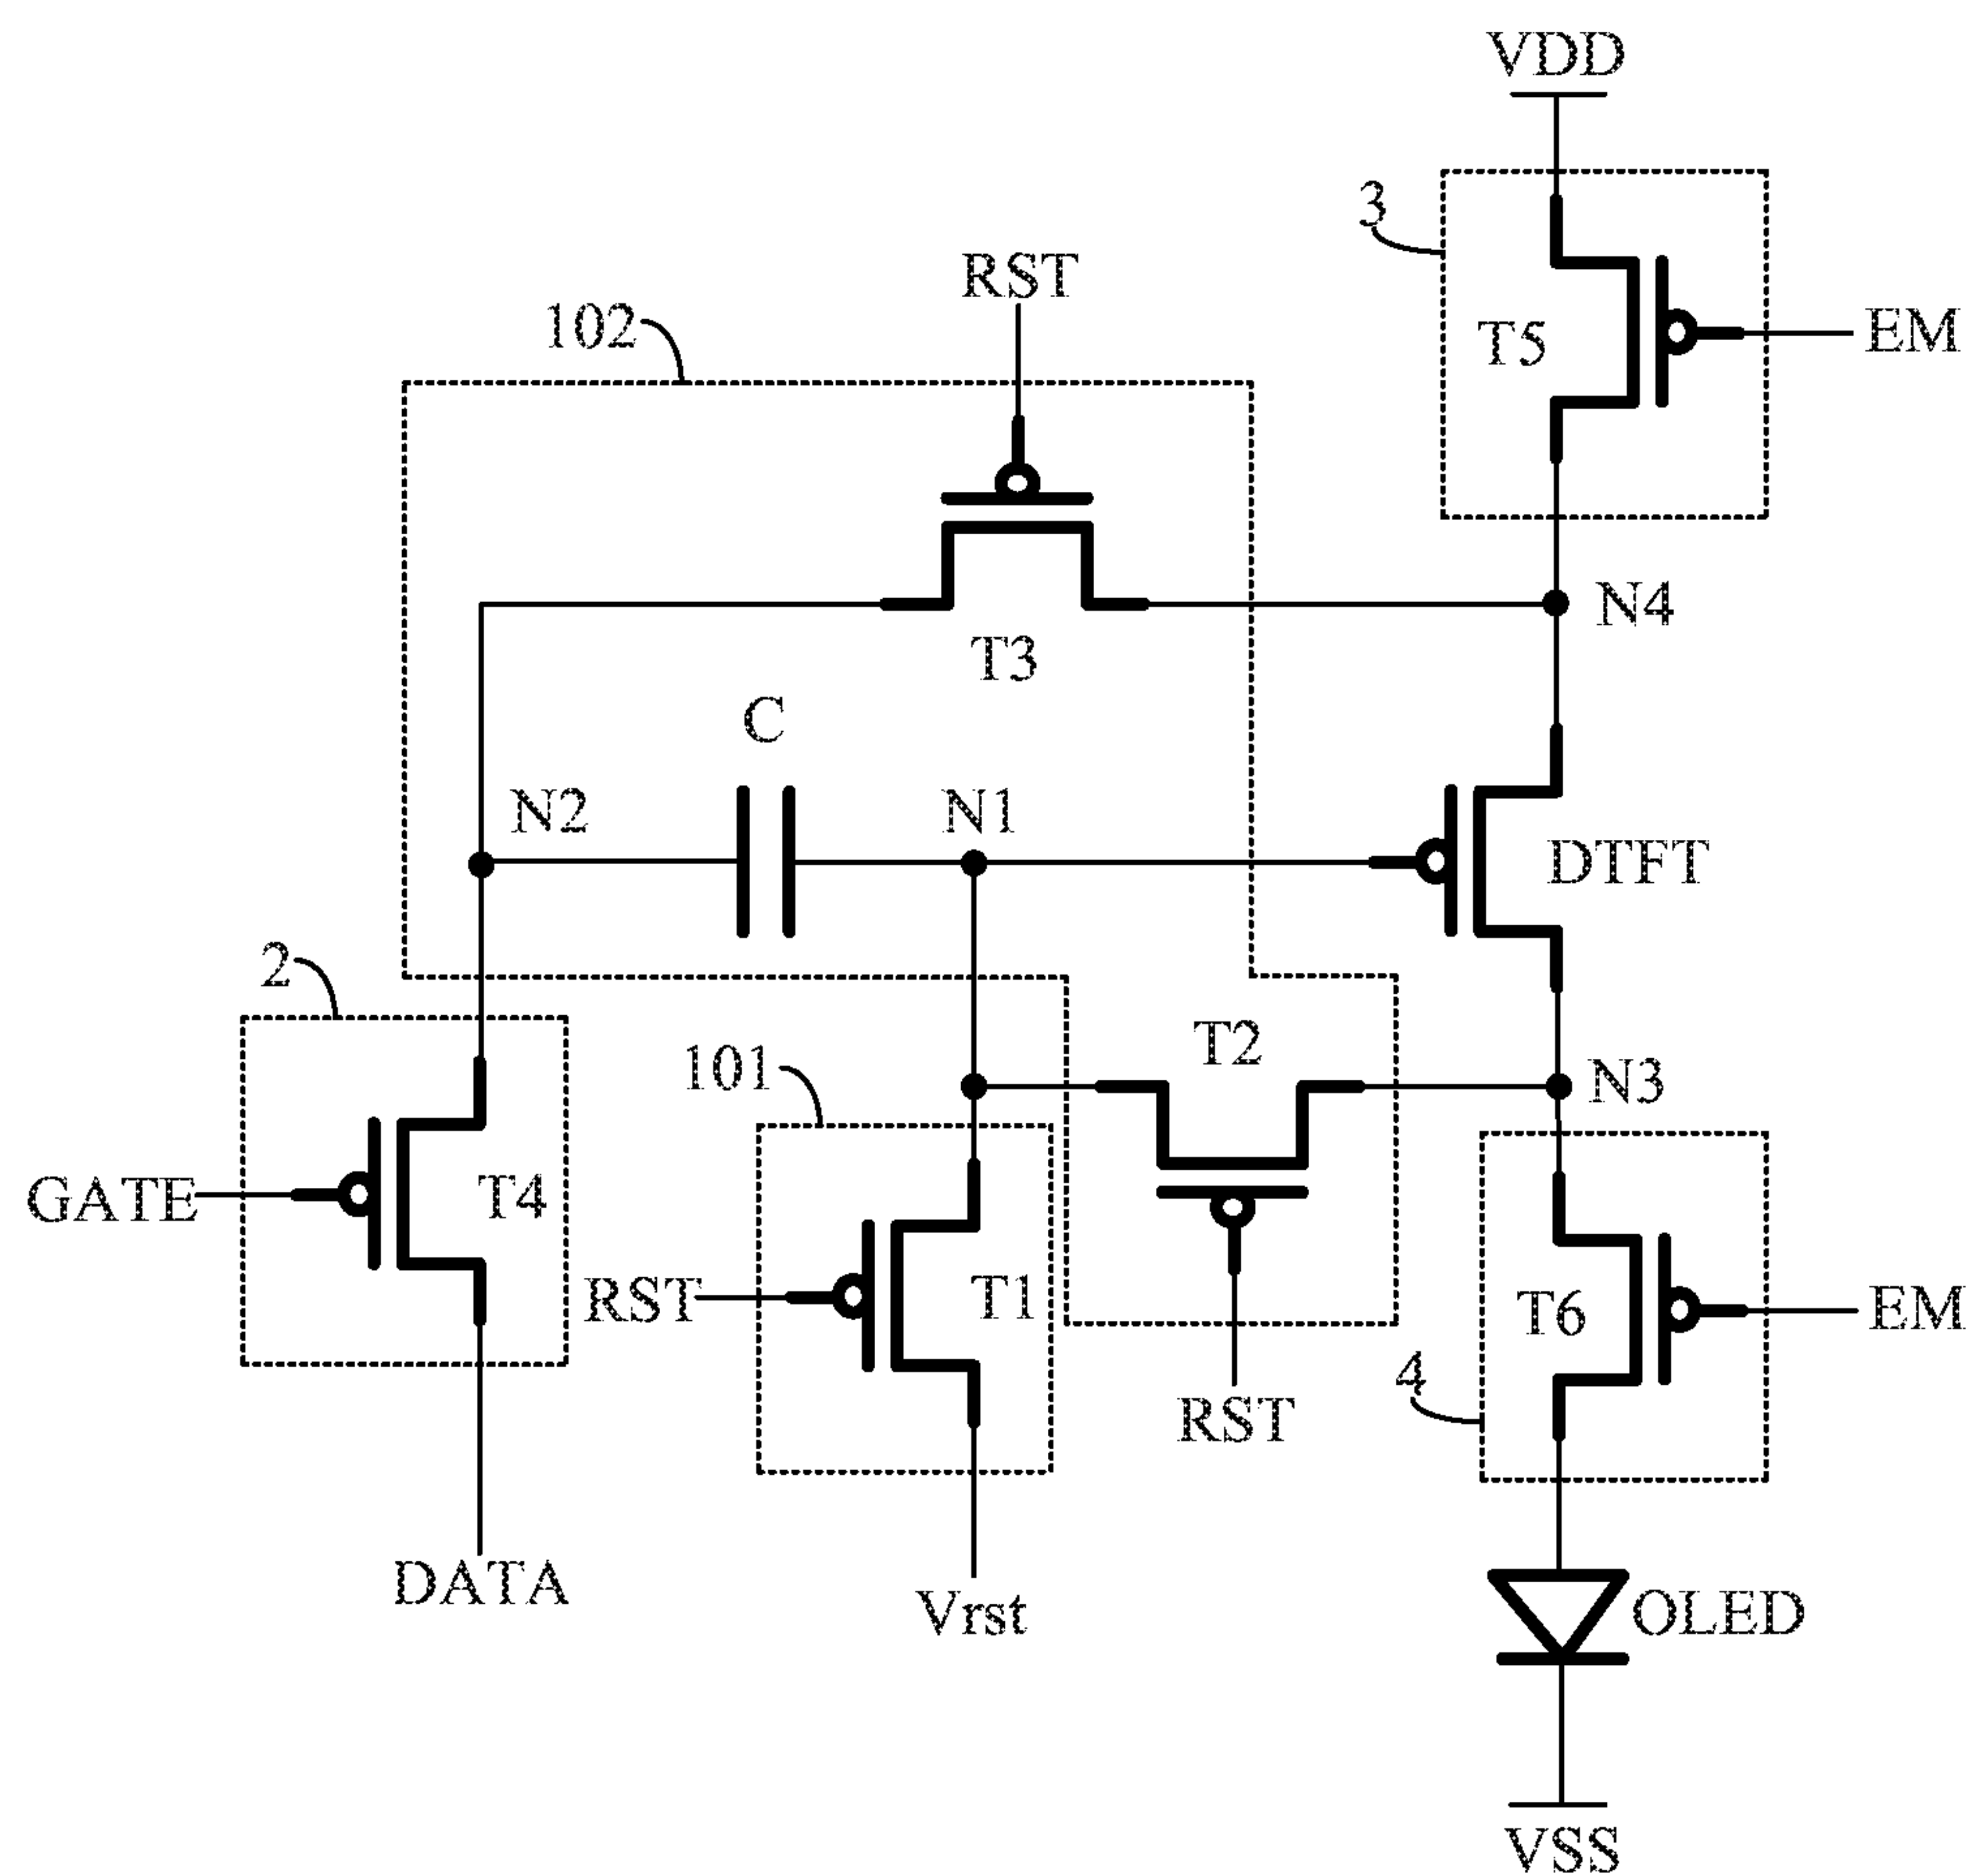 VDD
3
RST
102
T5
EM
N4
T3
C
N2
N1
DTFT
2
T2
101
N3
GATE
T4
RST
T1
T6
EM
4
RST
DATA
Vrst
OLED
VSS